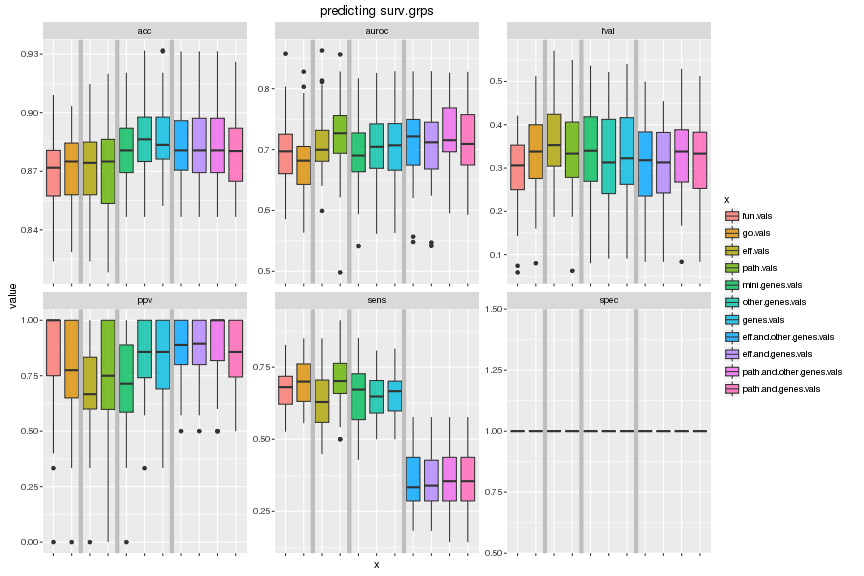 predicting surv.grps
acc
auroc
fval
0.93
0.90
0.87
0.84
0.8
0.7
0.6
0.5
0.5
0.4
0.3
0.2
0.1
value
ppv
sens
spec
1.00
0.75
0.50
0.25
0.00
0.75
0.50
0.25
1.50
1.25
1.00
0.75
0.50
x
x
fun.vals
go.vals
eff.vals
path.vals
mini.genes.vals
other.genes.vals
genes.vals
eff.and.other.genes.vals
eff.and.genes.vals
path.and.other.genes.vals
path.and.genes.vals